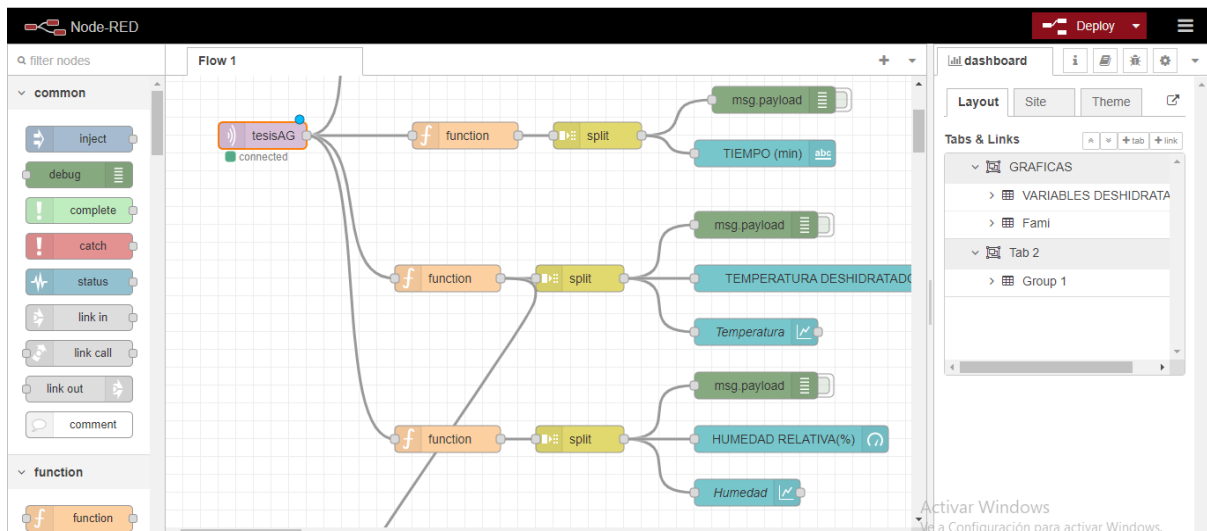 Node-RED
Deploy
filter nodes
common
inject
debug
complete
catch
status
link in
link call
link out
comment
function
function
Flow 1
tesisAG
connected
function
split
msg.payload
TIEMPO (min)
abc
function
split
msg.payload
TEMPERATURA DESHIDRATADO
Temperatura
function
split
msg.payload
HUMEDAD RELATIVA(%)
Humedad
dashboard
i
Layout
Site
Theme
Tabs & Links
+tab
+link
GRAFICAS
VARIABLES DESHIDRATA
Fami
Tab 2
Group 1
Activar Windows
Ve a Configuración para activar Windows.